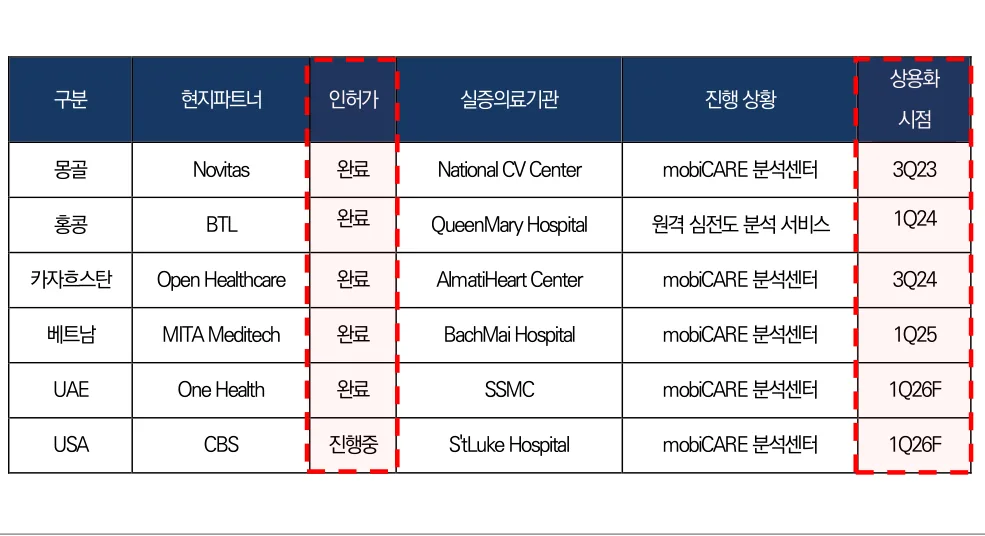 구분 현지파트너 인허가 실증의료기관 진행 상황 상용화 시점
몽골 Novitas 완료 National CV Center mobiCARE 분석센터 3Q23
홍콩 BTL 완료 QueenMary Hospital 원격 심전도 분석 서비스 1Q24
카자흐스탄 Open Healthcare 완료 AlmatiHeart Center mobiCARE 분석센터 3Q24
베트남 MITA Meditech 완료 BachMai Hospital mobiCARE 분석센터 1Q25
UAE One Health 완료 SSMC mobiCARE 분석센터 1Q26F
USA CBS 진행중 S'tLuke Hospital mobiCARE 분석센터 1Q26F